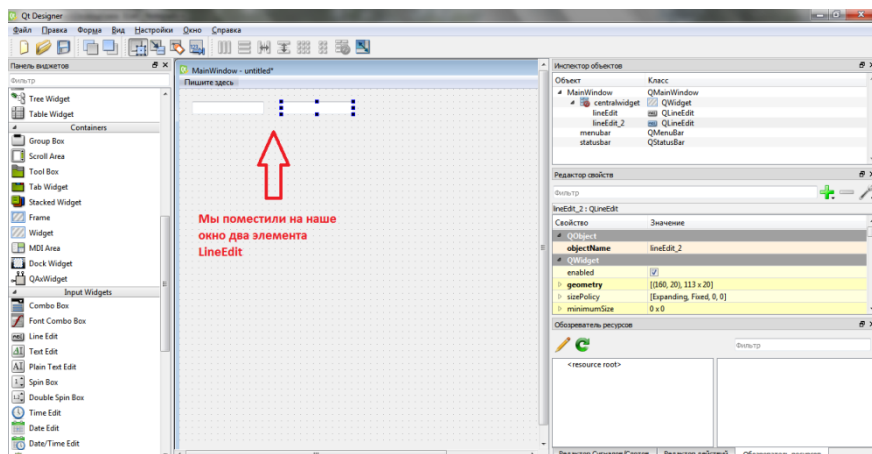 Qt Designer
Файл Правка Форма Вид Настройки Окно Справка
Панель виджетов
Фильтр
Tree Widget
Table Widget
Containers
Group Box
Scroll Area
Tool Box
Tab Widget
Stacked Widget
Frame
Widget
MDI Area
Dock Widget
QAxWidget
Input Widgets
Combo Box
Font Combo Box
Line Edit
Text Edit
Plain Text Edit
Spin Box
Double Spin Box
Time Edit
Date Edit
Date/Time Edit
MainWindow - untitled*
Пишите здесь
Мы поместили на наше
окно два элемента
LineEdit
Инспектор объектов
Объект Класс
MainWindow QMainWindow
centralwidget QWidget
lineEdit QLineEdit
lineEdit_2 QLineEdit
menubar QMenuBar
statusbar QStatusBar
Редактор свойств
Фильтр
lineEdit_2 : QLineEdit
Свойство Значение
QObject
objectName lineEdit_2
QWidget
enabled
geometry [(160, 20), 113 x 20]
sizePolicy [Expanding, Fixed, 0, 0]
minimumSize 0 x 0
Обозреватель ресурсов
Фильтр
<resource root>